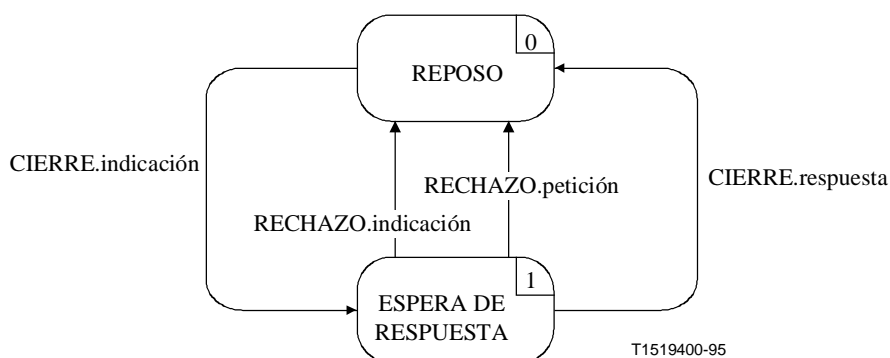 0
REPOSO
CIERRE.indicación
RECHAZO.petición
CIERRE.respuesta
RECHAZO.indicación
1
ESPERA DE
RESPUESTA
T1519400-95